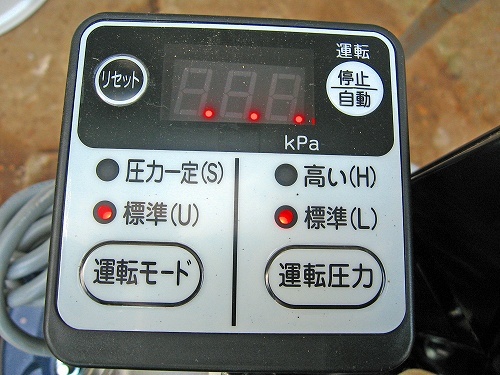 運転
リセット
停止
自動
kPa
圧力一定(S)
高い(H)
標準(U)
標準(L)
運転モード
運転圧力